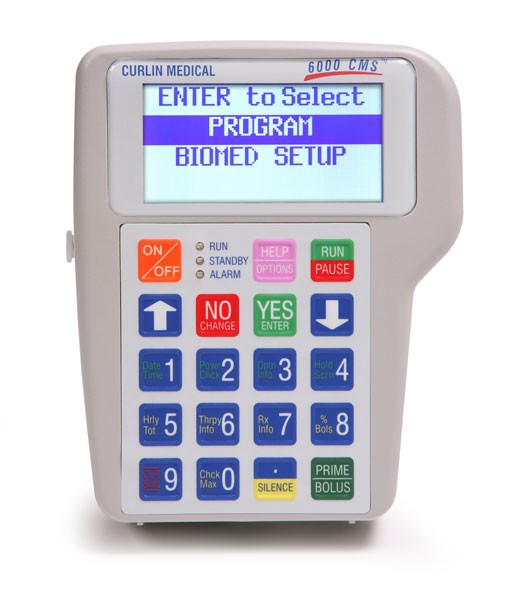 CURLIN MEDICAL
6000 CMS™
ENTER to Select
PROGRAM
BIOMED SETUP
ON
OFF
RUN
STANDBY
ALARM
HELP
OPTIONS
RUN
PAUSE
NO
CHANGE
YES
ENTER
Date
Time 1
Powr
Chck 2
Optn
Info 3
Hold
Scrn 4
Hrly
Tot 5
Thrpy
Info 6
Rx
Info 7
%
Bols 8
9
Chck
Max 0
.
SILENCE
PRIME
BOLUS